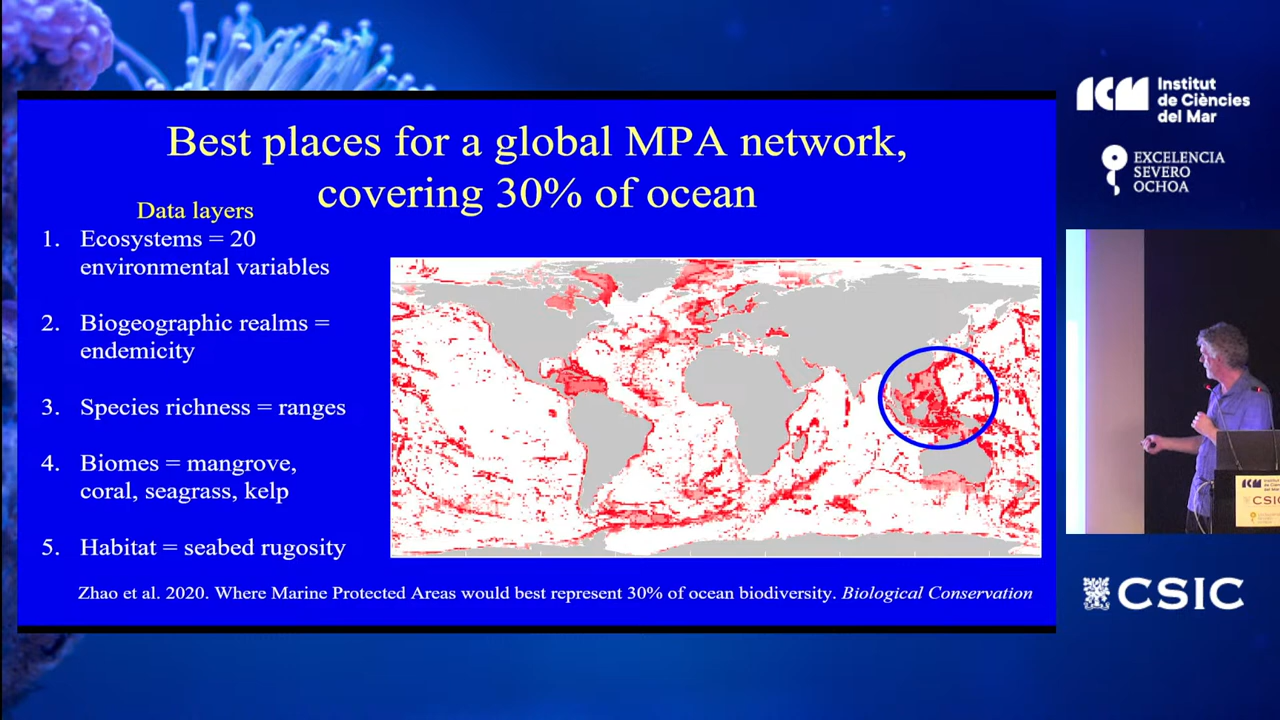 Best places for a global MPA network,
covering 30% of ocean
Data layers
1. Ecosystems = 20
environmental variables
2. Biogeographic realms =
endemicity
3. Species richness = ranges
4. Biomes = mangrove,
coral, seagrass, kelp
5. Habitat = seabed rugosity
Zhao et al. 2020. Where Marine Protected Areas would best represent 30% of ocean biodiversity. Biological Conservation
ICM
Institut
de Ciències
del Mar
EXCELENCIA
SEVERO
OCHOA
ICM
CSIC
CSIC